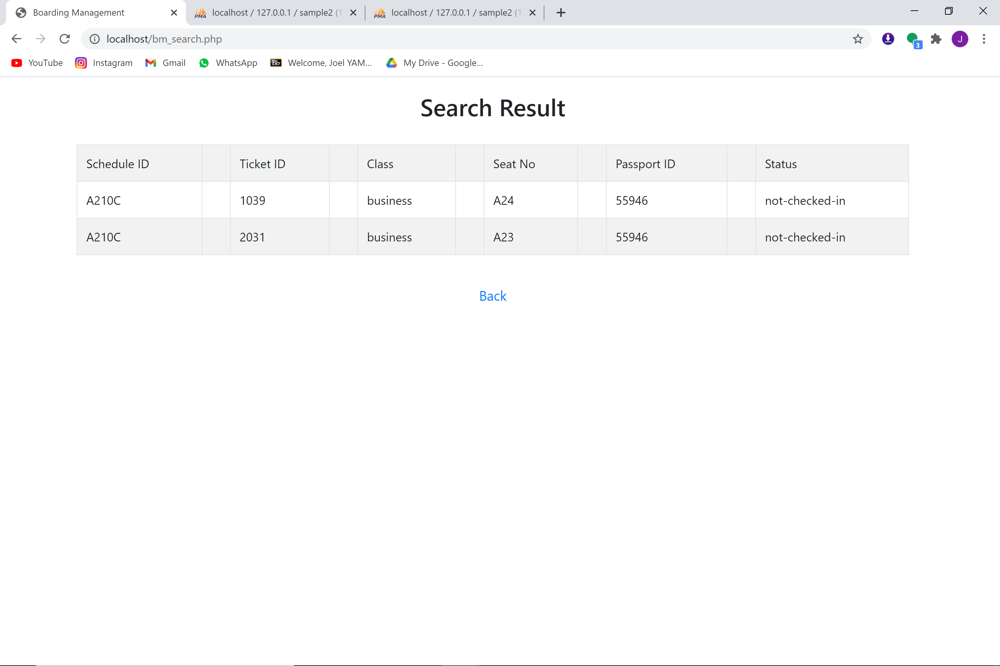 Boarding Management
localhost / 127.0.0.1 / sample2 (1
localhost / 127.0.0.1 / sample2 (1
localhost/bm_search.php
3
J
YouTube
Instagram
Gmail
WhatsApp
Bb
Welcome, Joel YAM...
My Drive - Google...
Search Result
Schedule ID Ticket ID Class Seat No Passport ID Status
A210C 1039 business A24 55946 not-checked-in
A210C 2031 business A23 55946 not-checked-in
Back